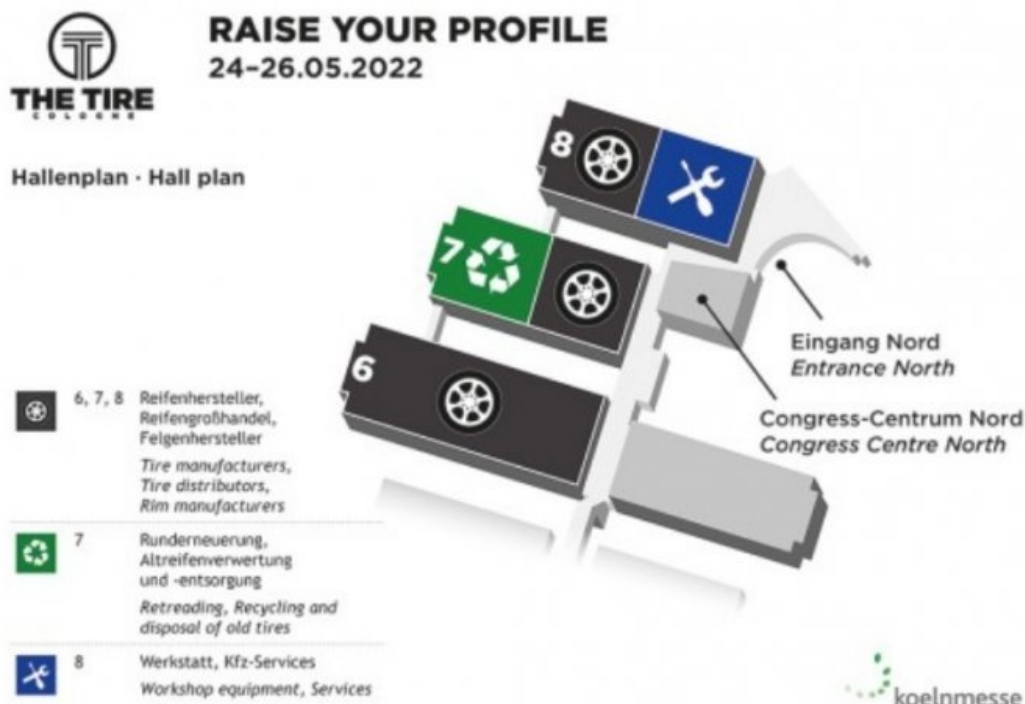 THE TIRE
COLOGNE
RAISE YOUR PROFILE
24-26.05.2022
Hallenplan · Hall plan
8
7
6
Eingang Nord
Entrance North
Congress-Centrum Nord
Congress Centre North
6, 7, 8 Reifenhersteller,
Reifengroßhandel,
Felgenhersteller
Tire manufacturers,
Tire distributors,
Rim manufacturers
7 Runderneuerung,
Altreifenverwertung
und -entsorgung
Retreading, Recycling and
disposal of old tires
8 Werkstatt, Kfz-Services
Workshop equipment, Services
koelnmesse